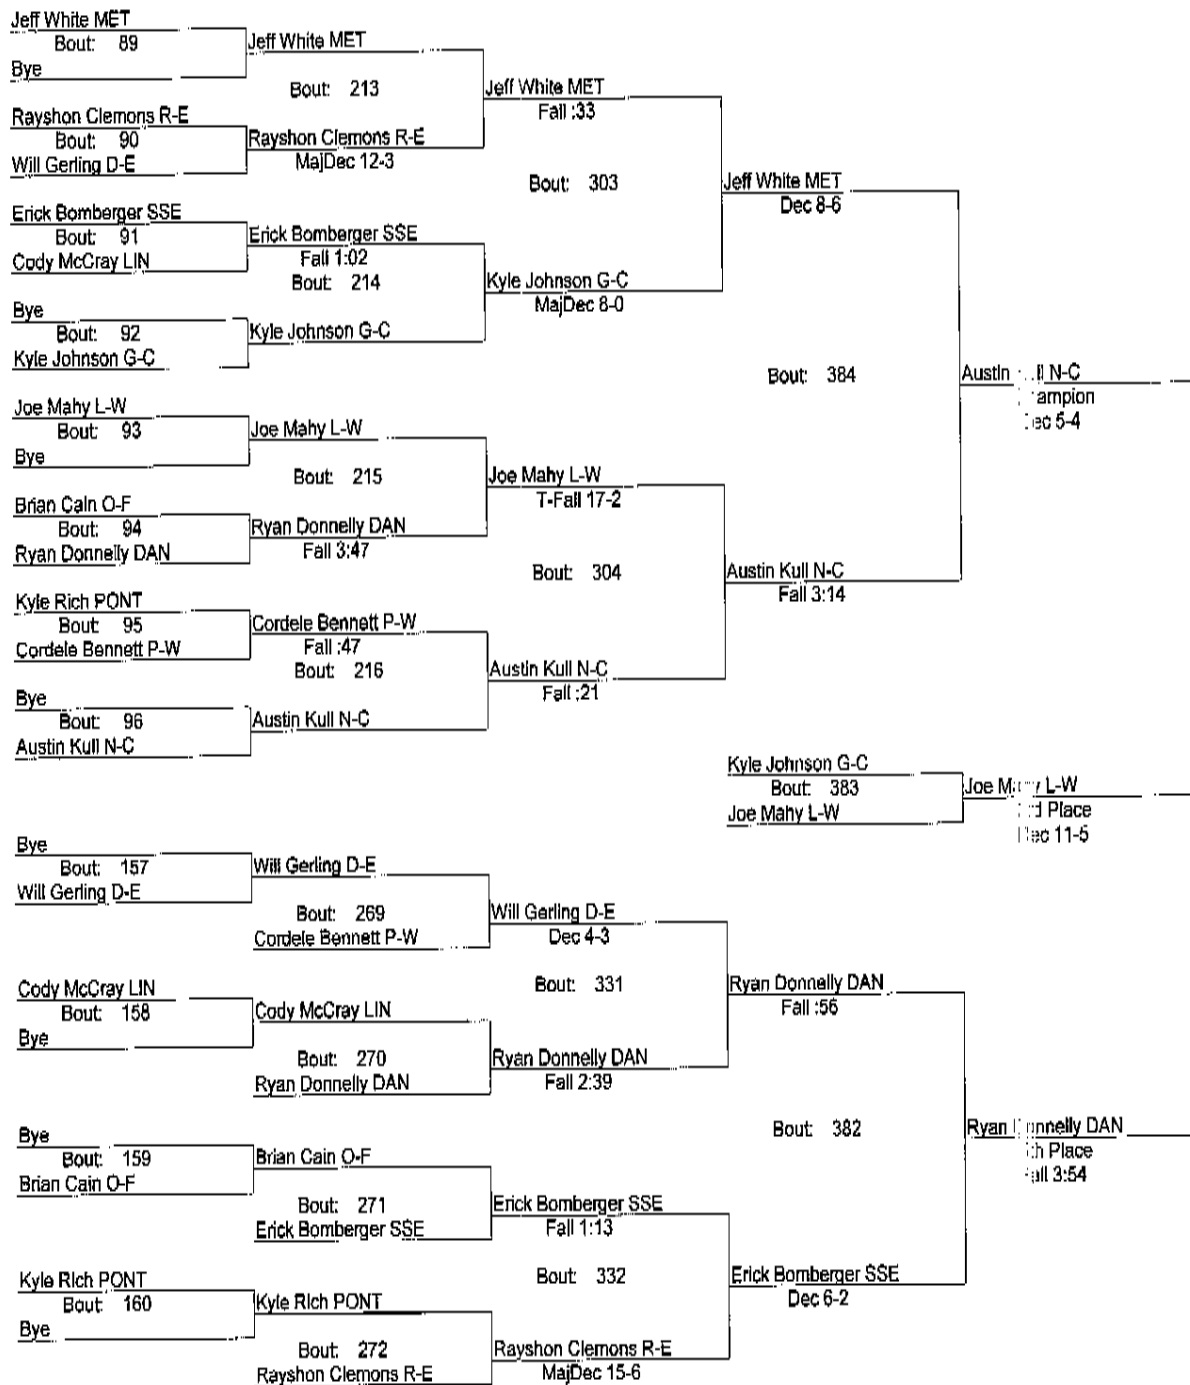 Jeff White MET
Bout: 89
Bye
Jeff White MET
Bout: 213
Rayshon Clemons R-E
Bout: 90
Will Gerling D-E
Rayshon Clemons R-E
MajDec 12-3
Jeff White MET
Fall :33
Bout: 303
Erick Bomberger SSE
Bout: 91
Cody McCray LIN
Erick Bomberger SSE
Fall 1:02
Bout: 214
Bye
Bout: 92
Kyle Johnson G-C
Kyle Johnson G-C
Kyle Johnson G-C
MajDec 8-0
Jeff White MET
Dec 8-6
Bout: 384
Joe Mahy L-W
Bout: 93
Bye
Joe Mahy L-W
Bout: 215
Brian Cain O-F
Bout: 94
Ryan Donnelly DAN
Ryan Donnelly DAN
Fall 3:47
Joe Mahy L-W
T-Fall 17-2
Bout: 304
Kyle Rich PONT
Bout: 95
Cordele Bennett P-W
Cordele Bennett P-W
Fall :47
Bout: 216
Bye
Bout: 96
Austin Kull N-C
Austin Kull N-C
Austin Kull N-C
Fall :21
Austin Kull N-C
Fall 3:14
Austin N-C
5-4
Kyle Johnson G-C
Bout: 383
Joe Mahy L-W
Joe L-W
Place
11-5
Bye
Bout: 157
Will Gerling D-E
Will Gerling D-E
Bout: 269
Cordele Bennett P-W
Will Gerling D-E
Dec 4-3
Bout: 331
Cody McCray LIN
Bout: 158
Bye
Cody McCray LIN
Bout: 270
Ryan Donnelly DAN
Ryan Donnelly DAN
Fall 2:39
Ryan Donnelly DAN
Fall :56
Bout: 382
Bye
Bout: 159
Brian Cain O-F
Brian Cain O-F
Bout: 271
Erick Bomberger SSE
Erick Bomberger SSE
Fall 1:13
Bout: 332
Kyle Rich PONT
Bout: 160
Bye
Kyle Rich PONT
Bout: 272
Rayshon Clemons R-E
Rayshon Clemons R-E
MajDec 15-6
Erick Bomberger SSE
Dec 6-2
Ryan DAN
Place
3:54